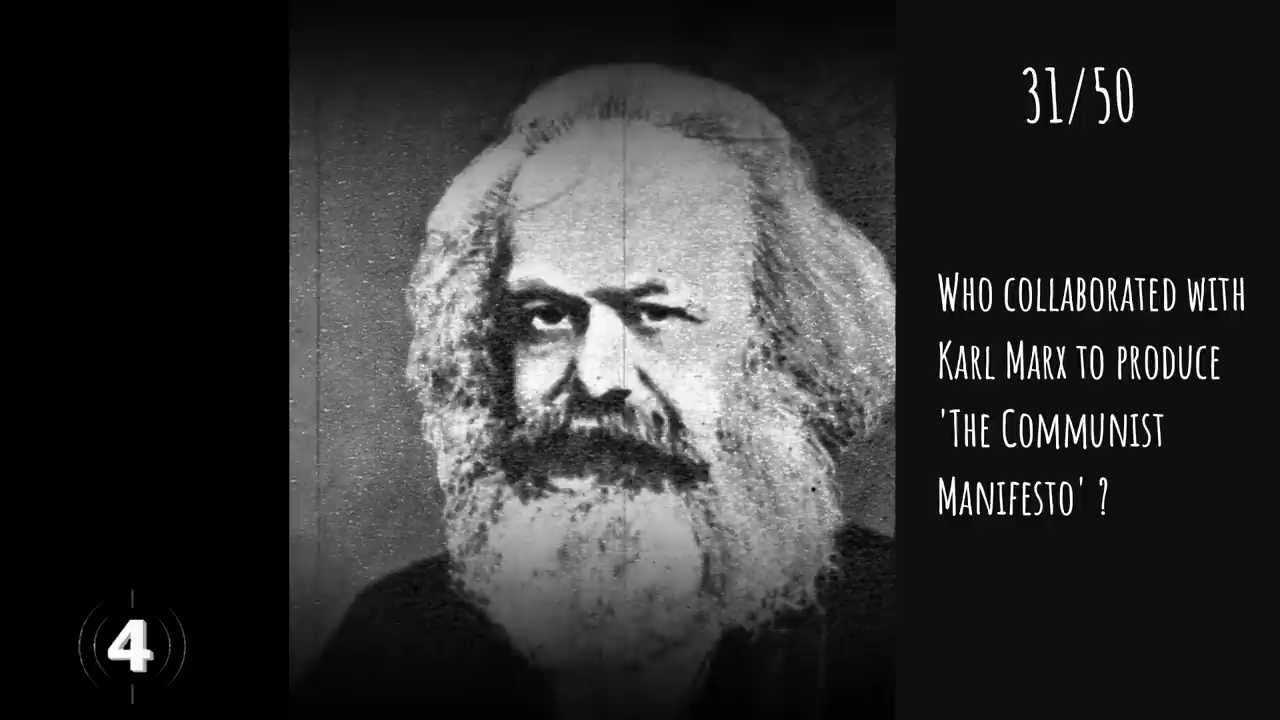 31/50
Who collaborated with
Karl Marx to produce
'The Communist
Manifesto' ?
4